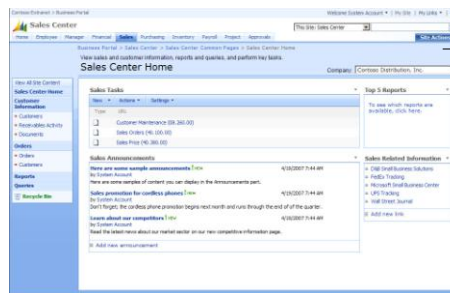 Contoso Extranet > Business Portal
Welcome System Account
My Site | My Links
Sales Center
This Site: Sales Center
Home Employee Manager Financial Sales Purchasing Inventory Payroll Project Approvals
Site Actions
Business Portal > Sales Center > Sales Center Common Pages > Sales Center Home
View sales and customer information, reports and queries, and perform key tasks.
Sales Center Home
Company: Contoso Distribution, Inc.
View All Site Content
Sales Center Home
Customer Information
Customers
Receivables Activity
Documents
Orders
Orders
Customers
Reports
Queries
Recycle Bin
Sales Tasks
New Actions Settings
Type URL
Customer Maintenance
Sales Orders
Sales Price
Sales Announcements
Here are some sample announcements ! NEW 4/16/2007 7:44 AM
by System Account
Here are some samples of content you can display in the Announcements part.
Sales promotion for cordless phones ! NEW 4/16/2007 7:44 AM
by System Account
Don't forget, the cordless phone promotion begins next month and runs through the end of the quarter.
Learn about our competitors ! NEW 4/16/2007 7:44 AM
by System Account
Read the latest news about our market sector on our new competitive information page.
Add new announcement
Top 5 Reports
To see which reports are available, click here.
Sales Related Information
D&B Small Business Solutions
FedEx Tracking
Microsoft Small Business Center
UPS Tracking
Wall Street Journal
Add new link